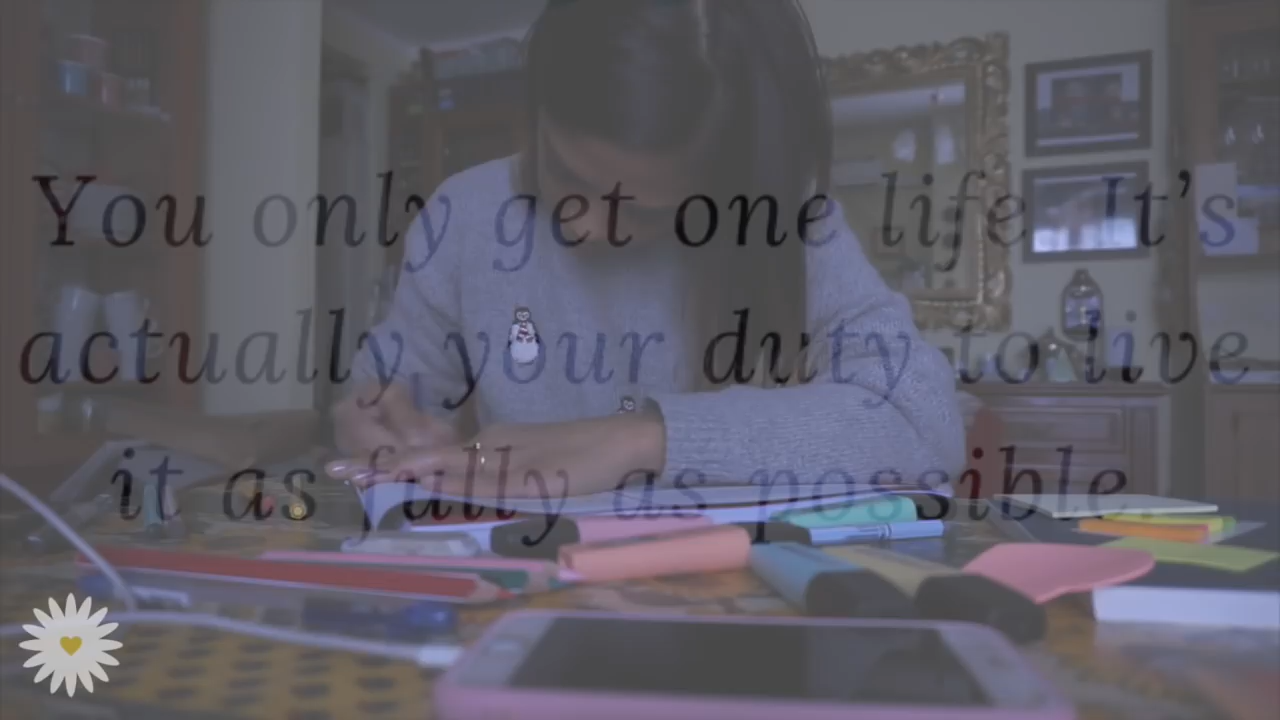 You only get one life. It's
actually your duty to live
it as fully as possible.